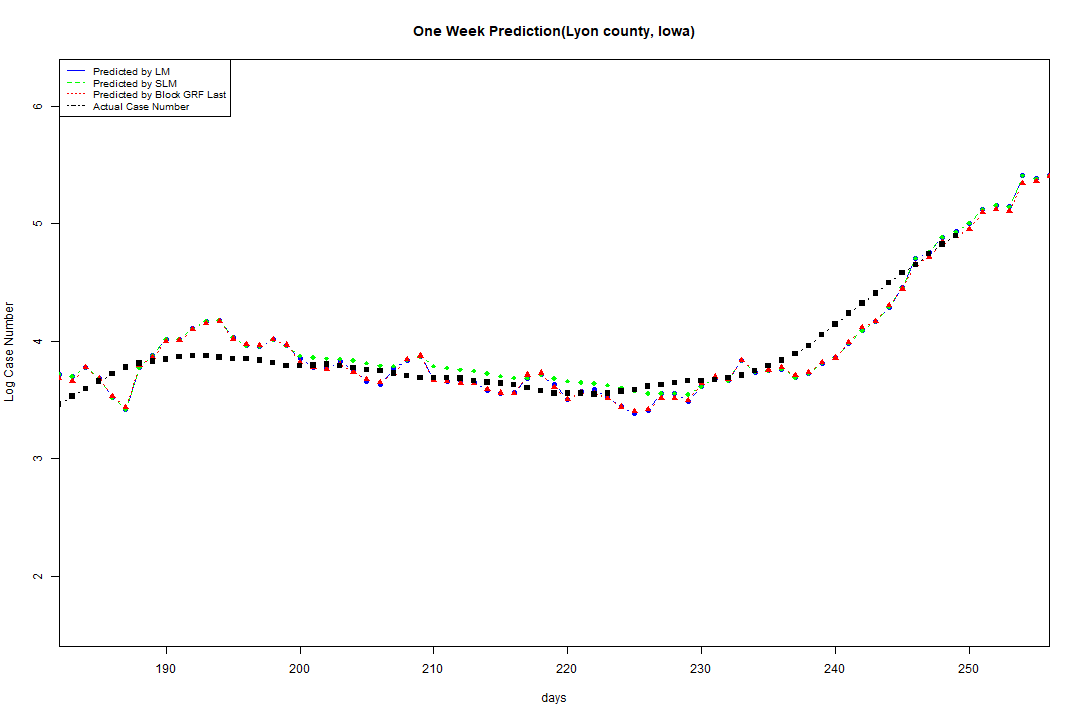 One Week Prediction(Lyon county, Iowa)
Predicted by LM
Predicted by SLM
Predicted by Block GRF Last
Actual Case Number
Log Case Number
6
5
4
3
2
190 200 210 220 230 240 250
days